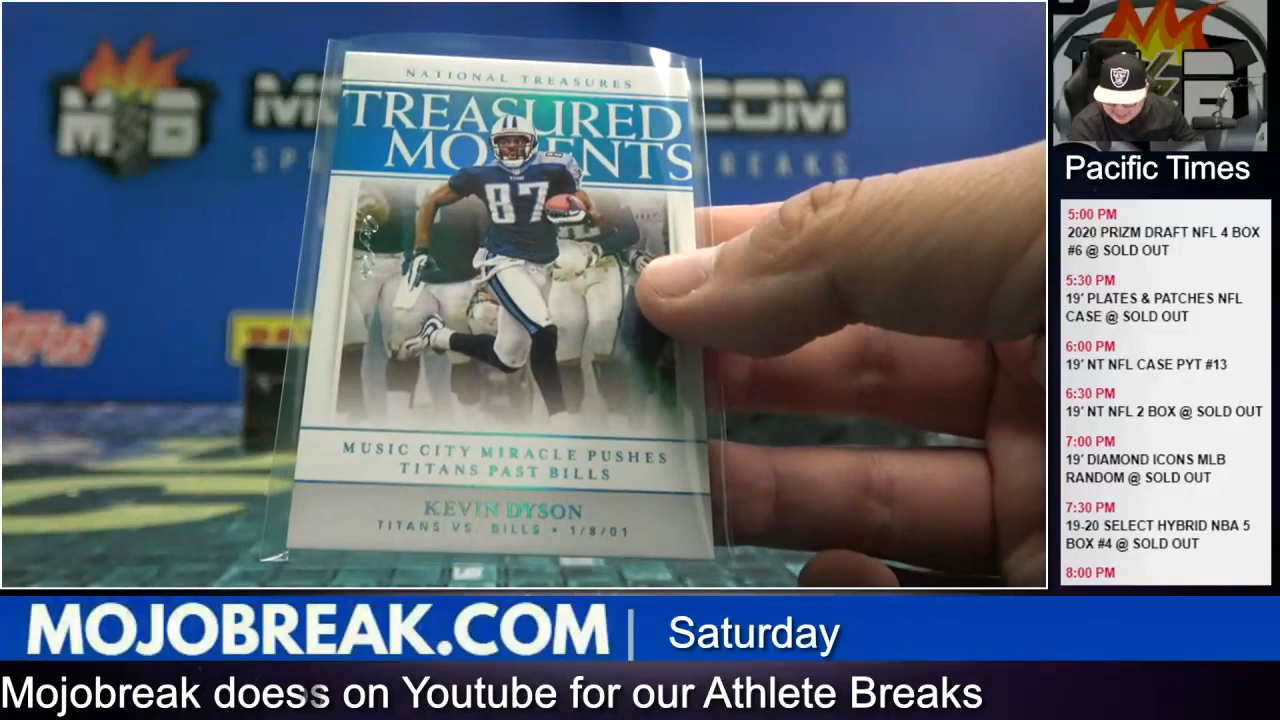 NATIONAL TREASURES
TREASURED
MOMENTS
87
MUSIC CITY MIRACLE PUSHES
TITANS PAST BILLS
KEVIN DYSON
TITANS VS. BILLS • 1/8/01
Pacific Times
5:00 PM
2020 PRIZM DRAFT NFL 4 BOX
#6 @ SOLD OUT
5:30 PM
19' PLATES & PATCHES NFL
CASE @ SOLD OUT
6:00 PM
19' NT NFL CASE PYT #13
6:30 PM
19' NT NFL 2 BOX @ SOLD OUT
7:00 PM
19' DIAMOND ICONS MLB
RANDOM @ SOLD OUT
7:30 PM
19-20 SELECT HYBRID NBA 5
BOX #4 @ SOLD OUT
8:00 PM
MOJOBREAK.COM | Saturday
Mojobreak does on Youtube for our Athlete Breaks